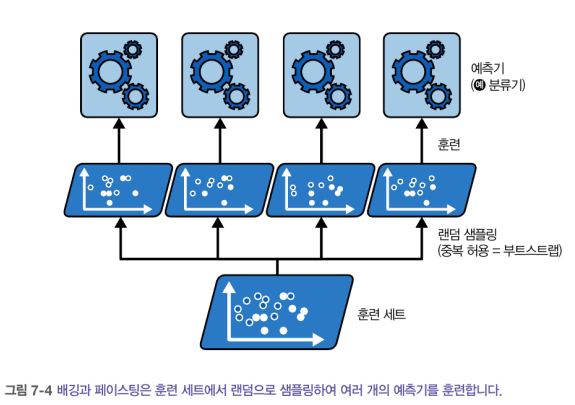 예측기
(예 분류기)
훈련
랜덤 샘플링
(중복 허용 = 부트스트랩)
훈련 세트
그림 7-4 배깅과 페이스팅은 훈련 세트에서 랜덤으로 샘플링하여 여러 개의 예측기를 훈련합니다.